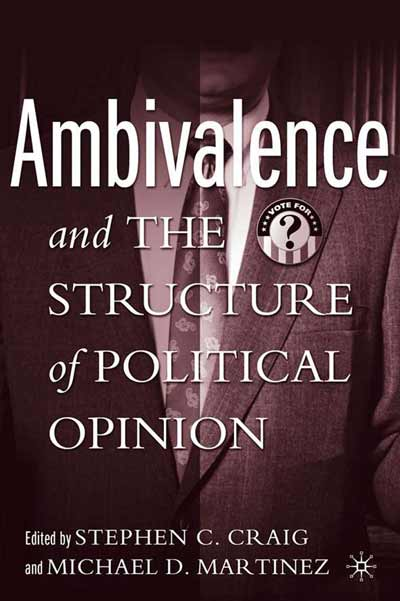 Ambivalence
and THE
VOTE FOR
?
STRUCTURE
of POLITICAL
OPINION
Edited by STEPHEN C. CRAIG
and MICHAEL D. MARTINEZ